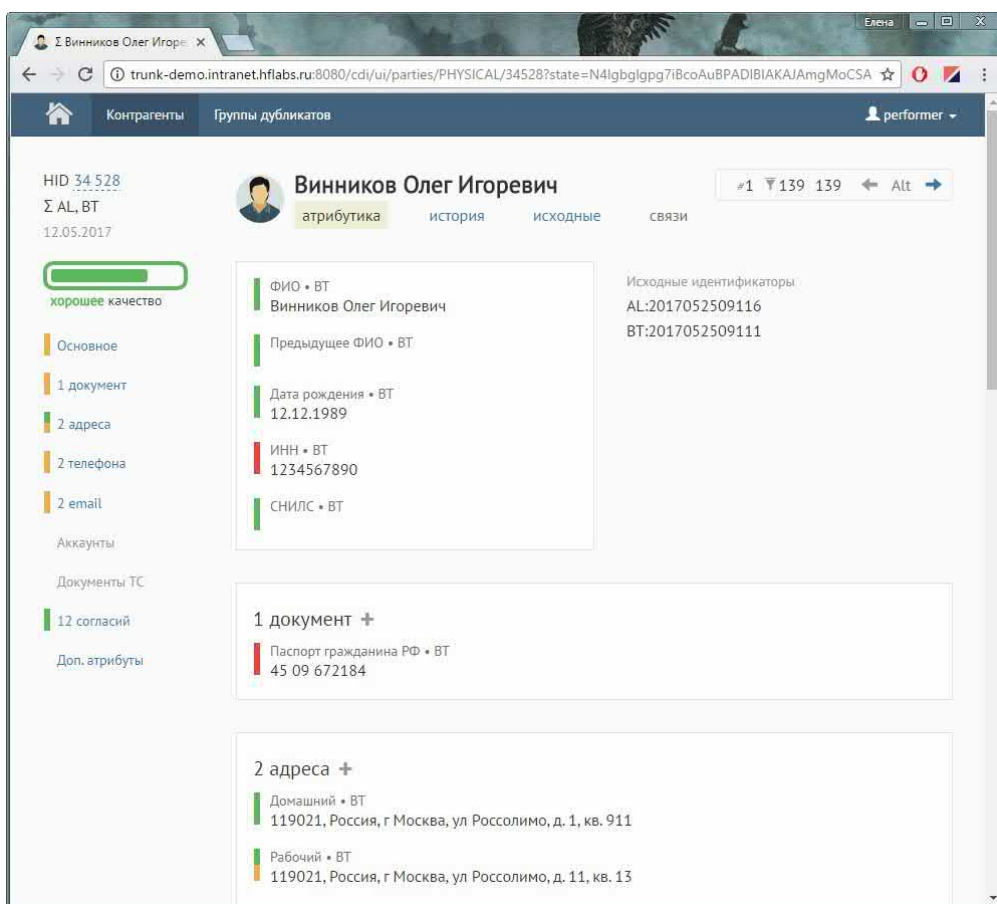 Елена
Σ Винников Олег Игоре
trunk-demo.intranet.hflabs.ru:8080/cdi/ui/parties/PHYSICAL/34528?state=N4Igbglgpg7iBcoAuBPADIBIAKAJAmgMoCSA
Контрагенты Группы дубликатов performer
HID 34 528
Σ AL, BT
12.05.2017
хорошее качество
Основное
1 документ
2 адреса
2 телефона
2 email
Аккаунты
Документы ТС
12 согласий
Доп. атрибуты
Винников Олег Игоревич
#1 139 139 ← Alt →
атрибутика история исходные связи
ФИО • BT
Винников Олег Игоревич
Предыдущее ФИО • BT
Дата рождения • BT
12.12.1989
ИНН • BT
1234567890
СНИЛС • BT
Исходные идентификаторы
AL:2017052509116
BT:2017052509111
1 документ +
Паспорт гражданина РФ • BT
45 09 672184
2 адреса +
Домашний • BT
119021, Россия, г Москва, ул Россолимо, д. 1, кв. 911
Рабочий • BT
119021, Россия, г Москва, ул Россолимо, д. 11, кв. 13